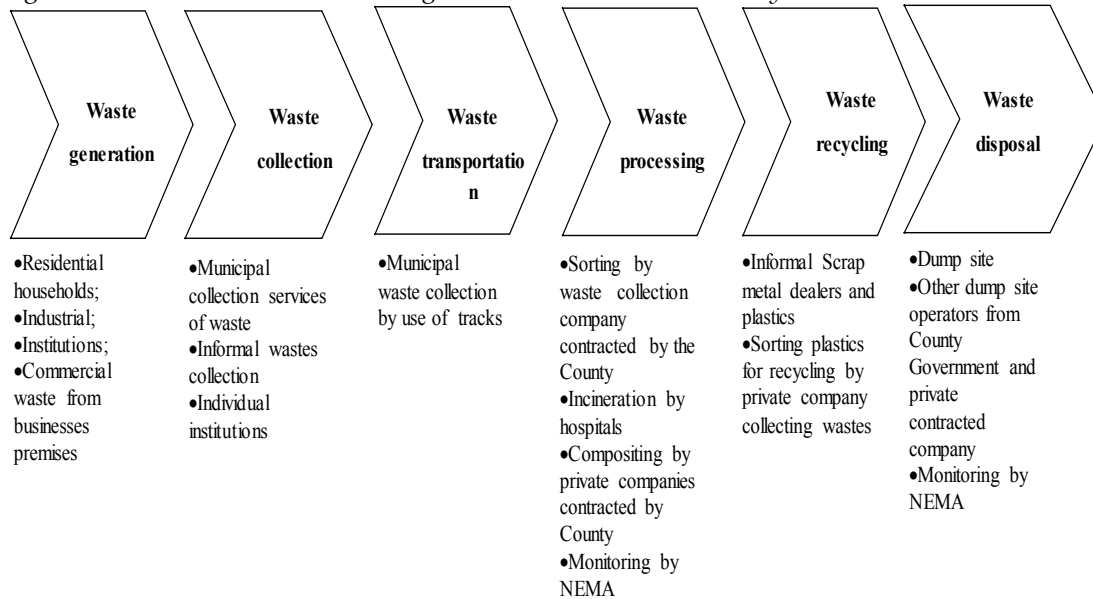 Waste
generation
Waste
collection
Waste
transportatio
n
Waste
processing
Waste
recycling
Waste
disposal
•Residential
households;
•Industrial;
•Institutions;
•Commercial
waste from
businesses
premises
•Municipal
collection services
of waste
•Informal wastes
collection
•Individual
institutions
•Municipal
waste collection
by use of tracks
•Sorting by
waste collection
company
contracted by the
County
•Incineration by
hospitals
•Compositing by
private companies
contracted by
County
•Monitoring by
NEMA
•Informal Scrap
metal dealers and
plastics
•Sorting plastics
for recycling by
private company
collecting wastes
•Dump site
•Other dump site
operators from
County
Government and
private
contracted
company
•Monitoring by
NEMA